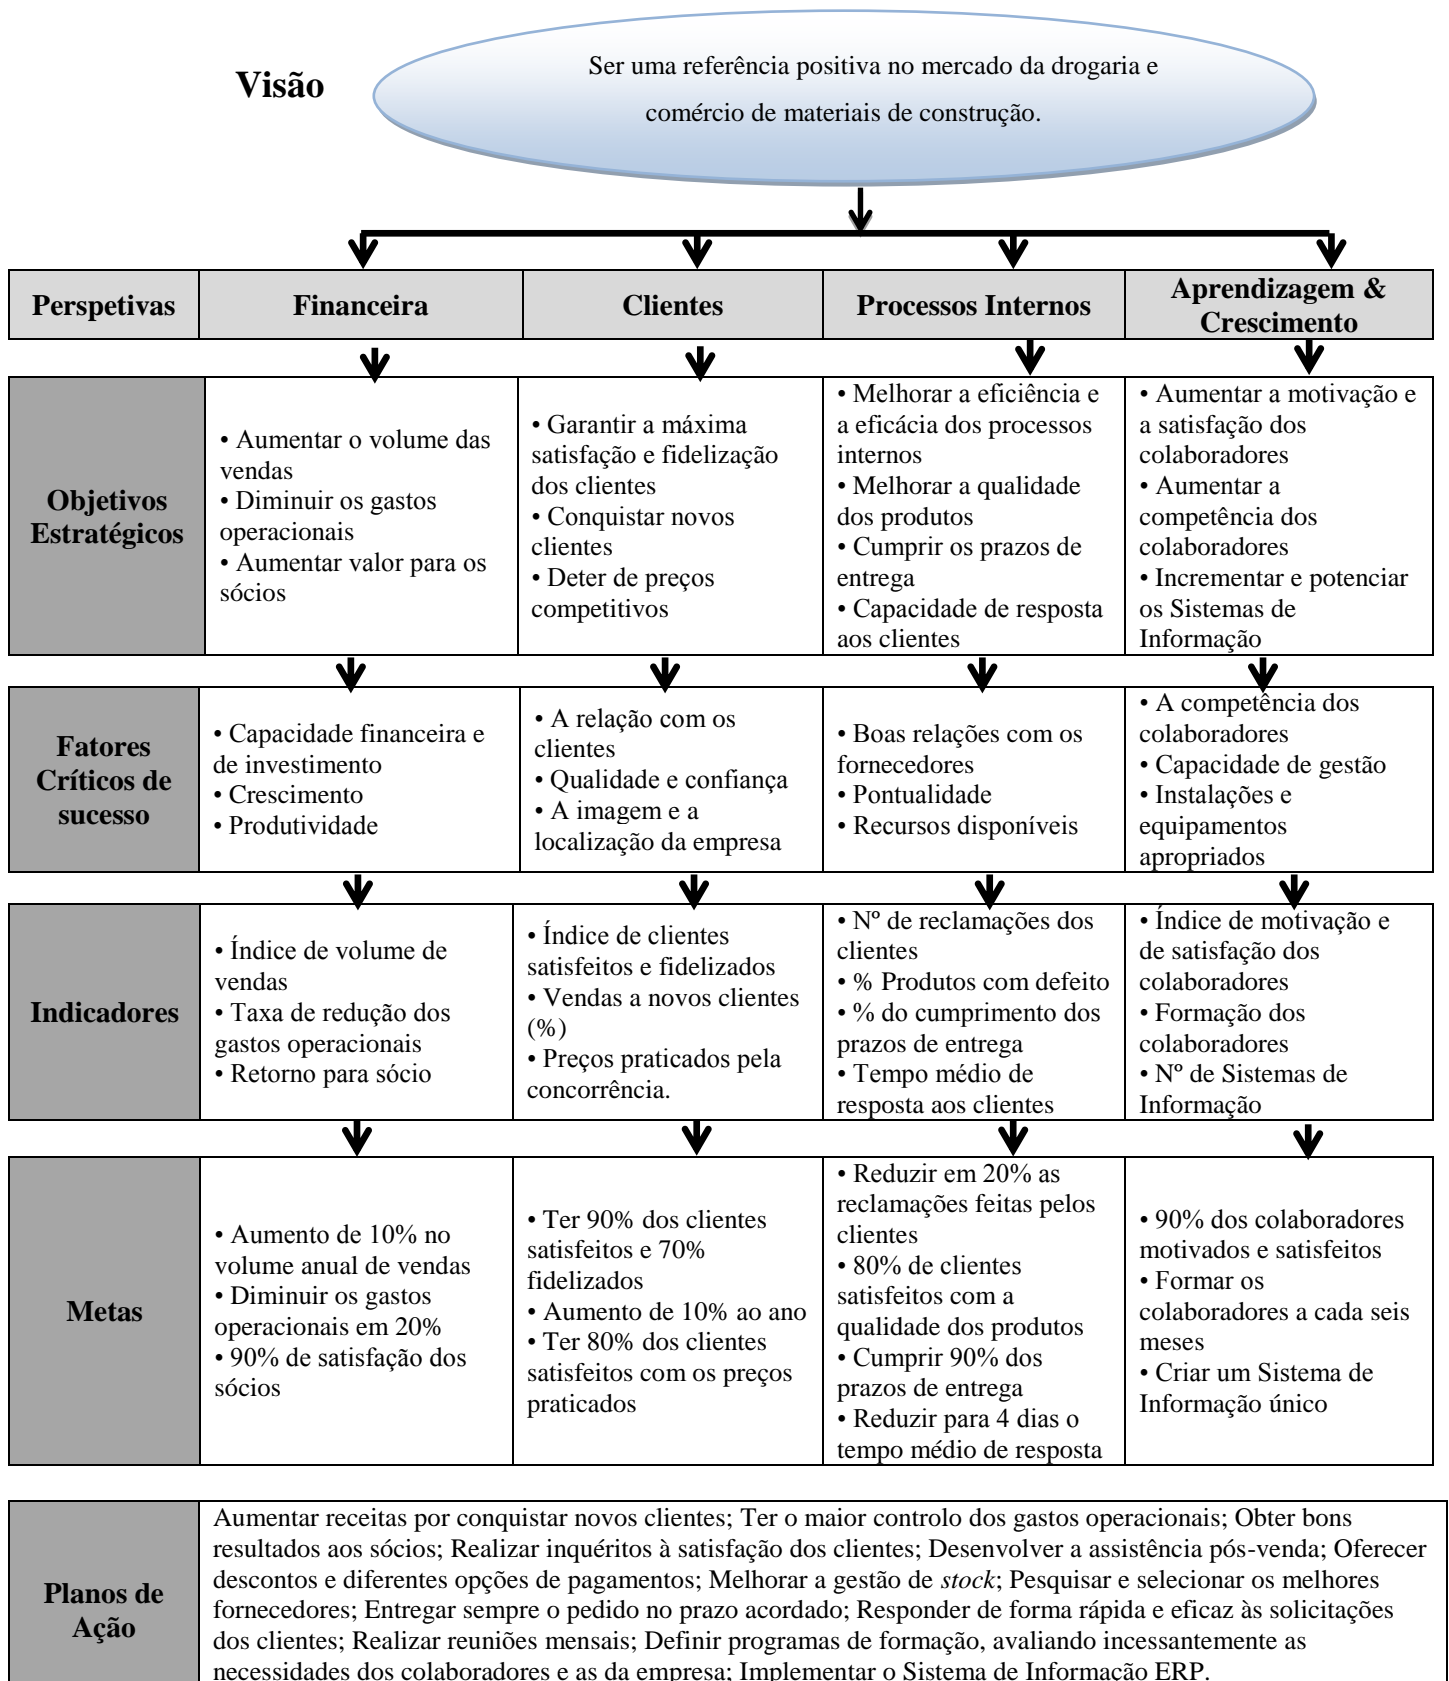 Visão
Ser uma referência positiva no mercado da drogaria e
comércio de materiais de construção.
Perspetivas
Financeira
Clientes
Processos Internos
Aprendizagem &
Crescimento
Objetivos
Estratégicos
• Aumentar o volume das
vendas
• Diminuir os gastos
operacionais
• Aumentar valor para os
sócios
• Garantir a máxima
satisfação e fidelização
dos clientes
• Conquistar novos
clientes
• Deter de preços
competitivos
• Melhorar a eficiência e
a eficácia dos processos
internos
• Melhorar a qualidade
dos produtos
• Cumprir os prazos de
entrega
• Capacidade de resposta
aos clientes
• Aumentar a motivação e
a satisfação dos
colaboradores
• Aumentar a
competência dos
colaboradores
• Incrementar e potenciar
os Sistemas de
Informação
Fatores
Críticos de
sucesso
• Capacidade financeira e
de investimento
• Crescimento
• Produtividade
• A relação com os
clientes
• Qualidade e confiança
• A imagem e a
localização da empresa
• Boas relações com os
fornecedores
• Pontualidade
• Recursos disponíveis
• A competência dos
colaboradores
• Capacidade de gestão
• Instalações e
equipamentos
apropriados
Indicadores
• Índice de volume de
vendas
• Taxa de redução dos
gastos operacionais
• Retorno para sócio
• Índice de clientes
satisfeitos e fidelizados
• Vendas a novos clientes
(%)
• Preços praticados pela
concorrência.
• Nº de reclamações dos
clientes
• % Produtos com defeito
• % do cumprimento dos
prazos de entrega
• Tempo médio de
resposta aos clientes
• Índice de motivação e
de satisfação dos
colaboradores
• Formação dos
colaboradores
• Nº de Sistemas de
Informação
Metas
• Aumento de 10% no
volume anual de vendas
• Diminuir os gastos
operacionais em 20%
• 90% de satisfação dos
sócios
• Ter 90% dos clientes
satisfeitos e 70%
fidelizados
• Aumento de 10% ao ano
• Ter 80% dos clientes
satisfeitos com os preços
praticados
• Reduzir em 20% as
reclamações feitas pelos
clientes
• 80% de clientes
satisfeitos com a
qualidade dos produtos
• Cumprir 90% dos
prazos de entrega
• Reduzir para 4 dias o
tempo médio de resposta
• 90% dos colaboradores
motivados e satisfeitos
• Formar os
colaboradores a cada seis
meses
• Criar um Sistema de
Informação único
Planos de
Ação
Aumentar receitas por conquistar novos clientes; Ter o maior controlo dos gastos operacionais; Obter bons
resultados aos sócios; Realizar inquéritos à satisfação dos clientes; Desenvolver a assistência pós-venda; Oferecer
descontos e diferentes opções de pagamentos; Melhorar a gestão de stock; Pesquisar e selecionar os melhores
fornecedores; Entregar sempre o pedido no prazo acordado; Responder de forma rápida e eficaz às solicitações
dos clientes; Realizar reuniões mensais; Definir programas de formação, avaliando incessantemente as
necessidades dos colaboradores e as da empresa; Implementar o Sistema de Informação ERP.